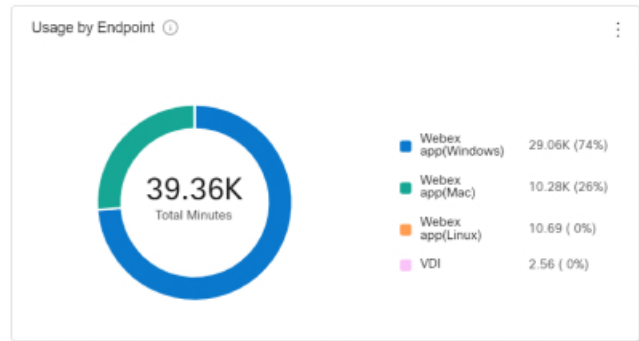 Usage by Endpoint
39.36K
Total Minutes
Webex
app(Windows) 29.06K (74%)
Webex
app(Mac) 10.28K (26%)
Webex
app(Linux) 10.69 ( 0%)
VDI 2.56 ( 0%)